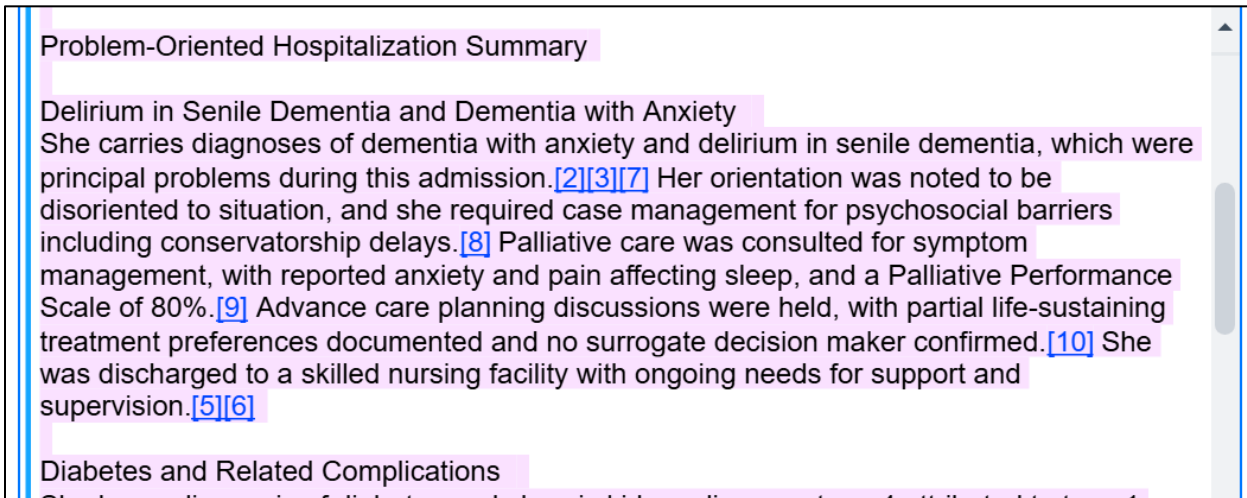 Problem-Oriented Hospitalization Summary
Delirium in Senile Dementia and Dementia with Anxiety
She carries diagnoses of dementia with anxiety and delirium in senile dementia, which were
principal problems during this admission.[2][3][7] Her orientation was noted to be
disoriented to situation, and she required case management for psychosocial barriers
including conservatorship delays.[8] Palliative care was consulted for symptom
management, with reported anxiety and pain affecting sleep, and a Palliative Performance
Scale of 80%.[9] Advance care planning discussions were held, with partial life-sustaining
treatment preferences documented and no surrogate decision maker confirmed.[10] She
was discharged to a skilled nursing facility with ongoing needs for support and
supervision.[5][6]
Diabetes and Related Complications